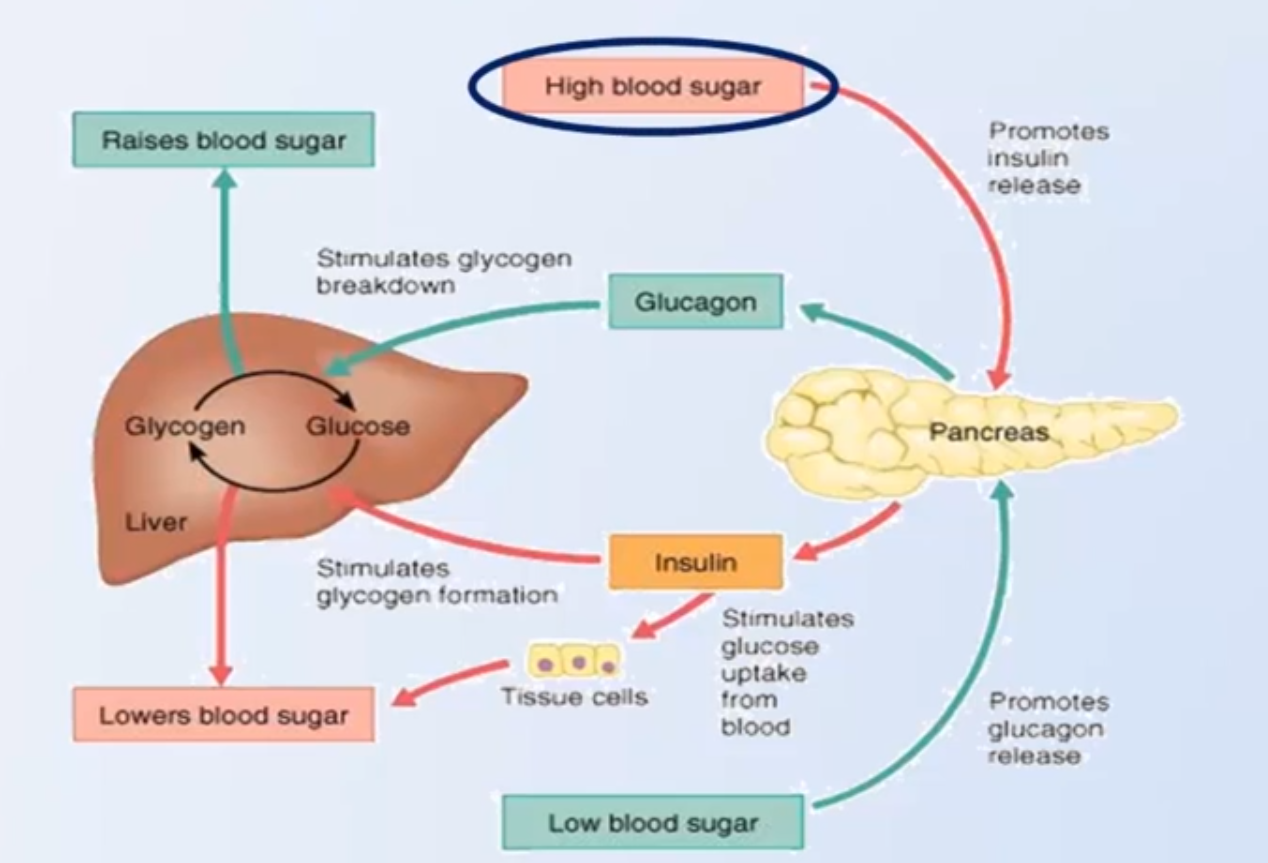 High blood sugar
Raises blood sugar
Promotes
insulin
release
Stimulates glycogen
breakdown
Glucagon
Glycogen
Glucose
Pancreas
Liver
Insulin
Stimulates
glycogen formation
Stimulates
glucose
uptake
from
blood
Tissue cells
Lowers blood sugar
Promotes
glucagon
release
Low blood sugar